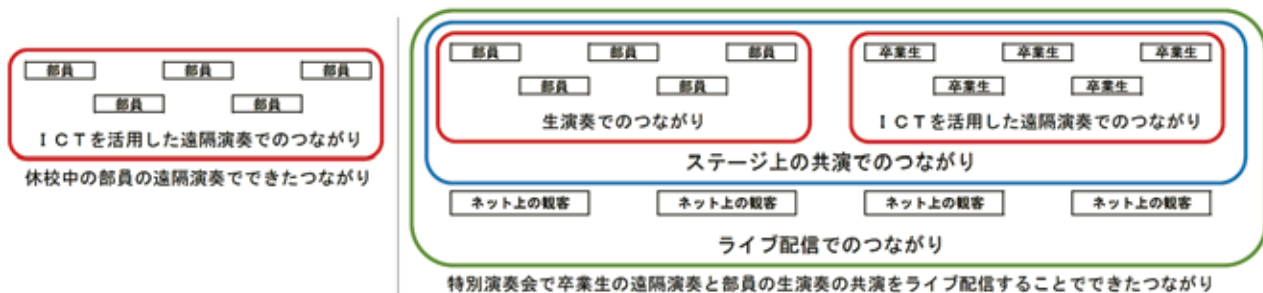 部員 部員 部員
部員 部員
ICTを活用した遠隔演奏でのつながり
休校中の部員の遠隔演奏でできたつながり
部員 部員 部員
部員 部員
生演奏でのつながり
卒業生 卒業生 卒業生
卒業生 卒業生
ICTを活用した遠隔演奏でのつながり
ステージ上の共演でのつながり
ネット上の観客 ネット上の観客 ネット上の観客 ネット上の観客
ライブ配信でのつながり
特別演奏会で卒業生の遠隔演奏と部員の生演奏の共演をライブ配信することでできたつながり